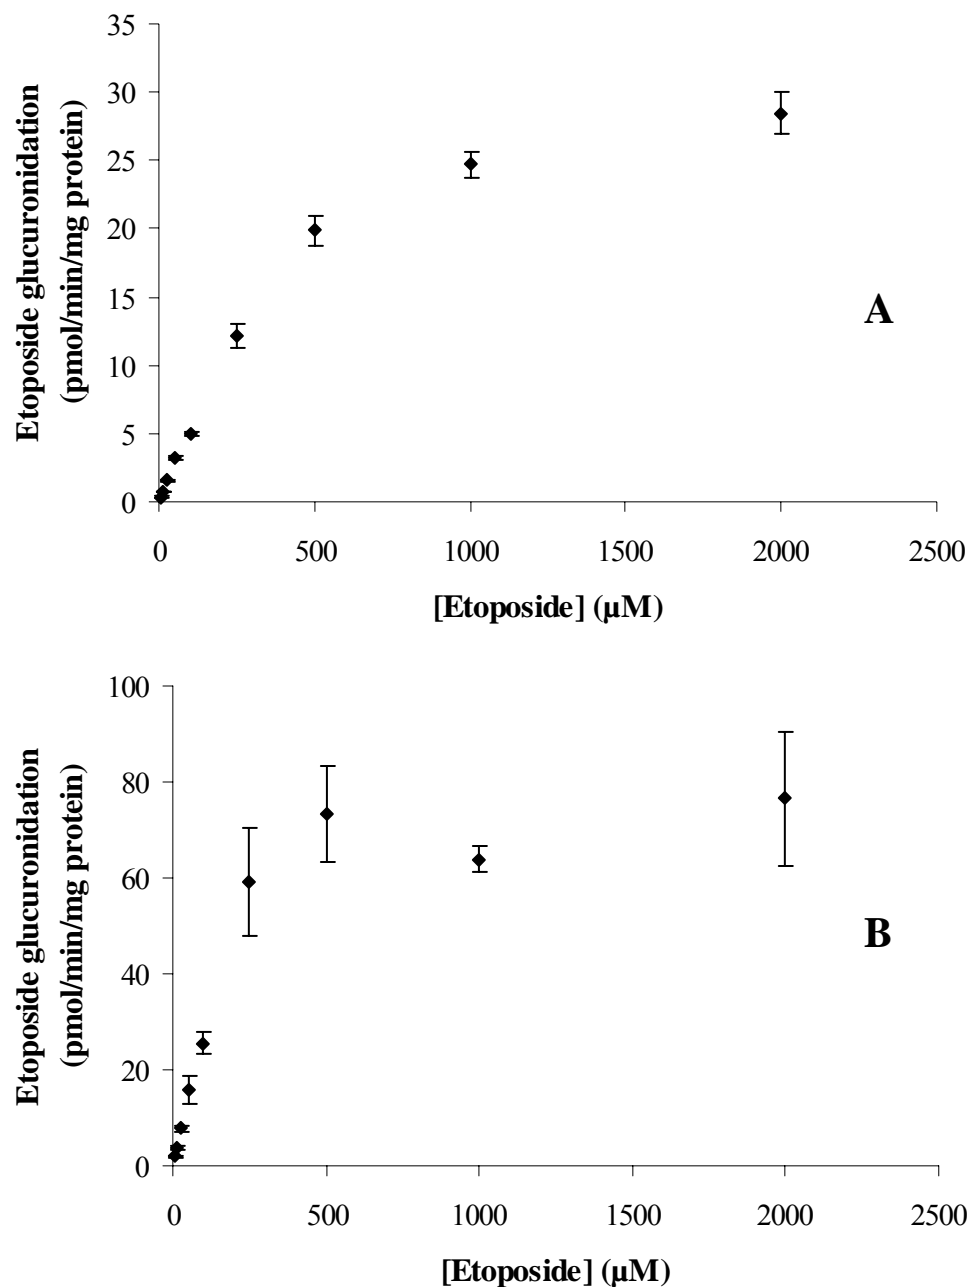 35
30
25
20
15
10
5
0
Etoposide glucuronidation
(pmol/min/mg protein)
A
0 500 1000 1500 2000 2500
[Etoposide] (µM)
100
80
60
40
20
0
Etoposide glucuronidation
(pmol/min/mg protein)
B
0 500 1000 1500 2000 2500
[Etoposide] (µM)